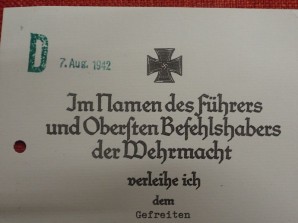 D
7. Aug. 1942
Im Namen des Führers
und Obersten Befehlshabers
der Wehrmacht
verleihe ich
dem
Gefreiten